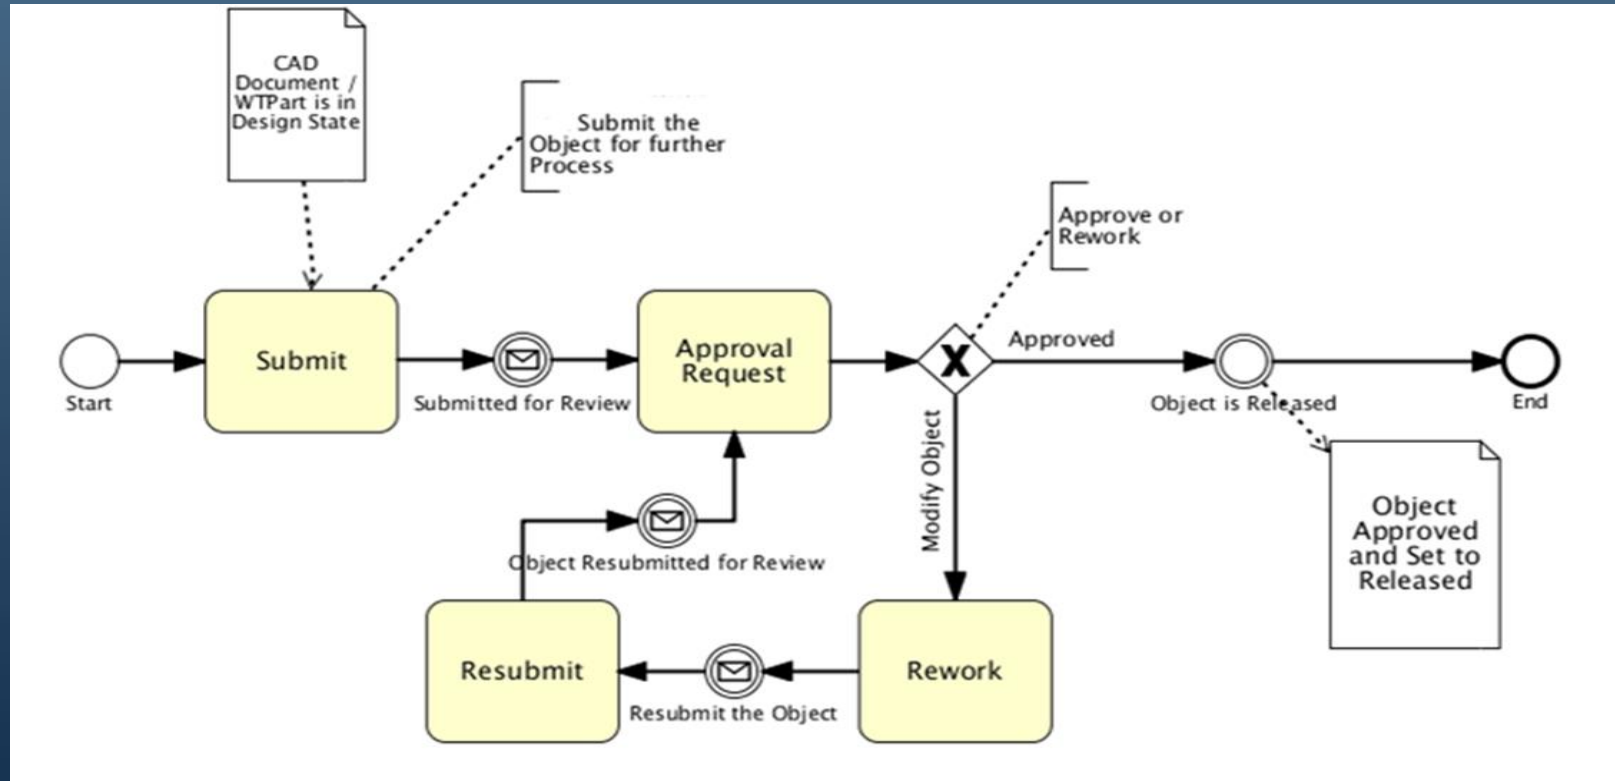 CAD
Document /
WTPart is in
Design State
Submit the
Object for further
Process
Approve or
Rework
Start
Submit
Submitted for Review
Approval
Request
X
Approved
Object is Released
End
Modify Object
Object Resubmitted for Review
Object
Approved
and Set to
Released
Resubmit
Resubmit the Object
Rework